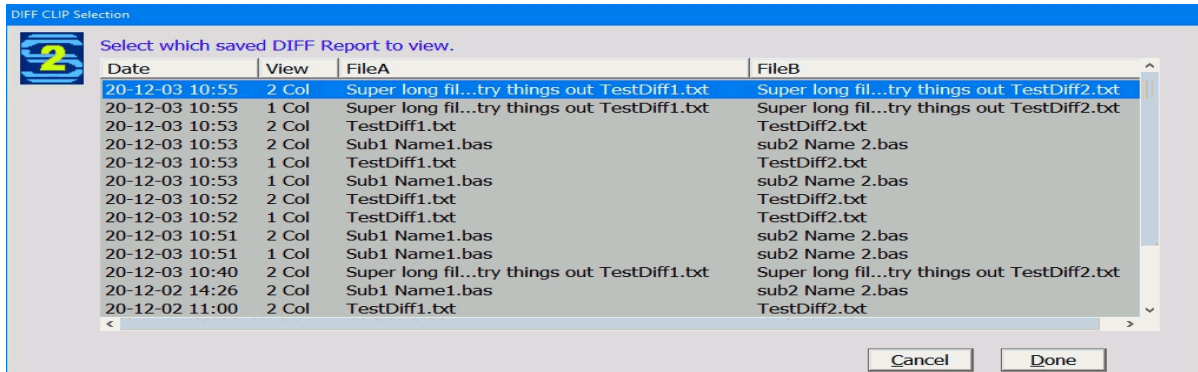 DIFF CLIP Selection
2
Select which saved DIFF Report to view.
Date View FileA FileB
20-12-03 10:55 2 Col Super long fil...try things out TestDiff1.txt Super long fil...try things out TestDiff2.txt
20-12-03 10:55 1 Col Super long fil...try things out TestDiff1.txt Super long fil...try things out TestDiff2.txt
20-12-03 10:53 2 Col TestDiff1.txt TestDiff2.txt
20-12-03 10:53 2 Col Sub1 Name1.bas sub2 Name 2.bas
20-12-03 10:53 1 Col TestDiff1.txt TestDiff2.txt
20-12-03 10:53 1 Col Sub1 Name1.bas sub2 Name 2.bas
20-12-03 10:52 2 Col TestDiff1.txt TestDiff2.txt
20-12-03 10:52 1 Col TestDiff1.txt TestDiff2.txt
20-12-03 10:51 2 Col Sub1 Name1.bas sub2 Name 2.bas
20-12-03 10:51 1 Col Sub1 Name1.bas sub2 Name 2.bas
20-12-03 10:40 2 Col Super long fil...try things out TestDiff1.txt Super long fil...try things out TestDiff2.txt
20-12-02 14:26 2 Col Sub1 Name1.bas sub2 Name 2.bas
20-12-02 11:00 2 Col TestDiff1.txt TestDiff2.txt
Cancel Done